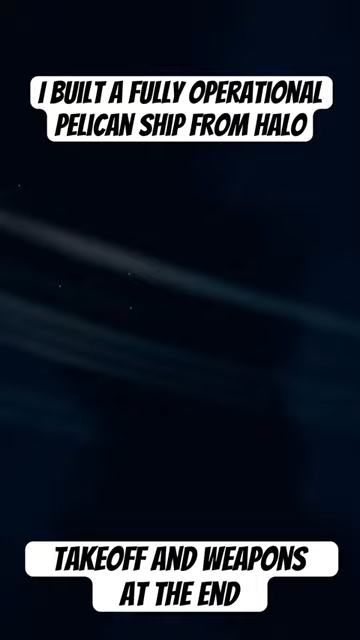 I BUILT A FULLY OPERATIONAL
PELICAN SHIP FROM HALO
TAKEOFF AND WEAPONS
AT THE END